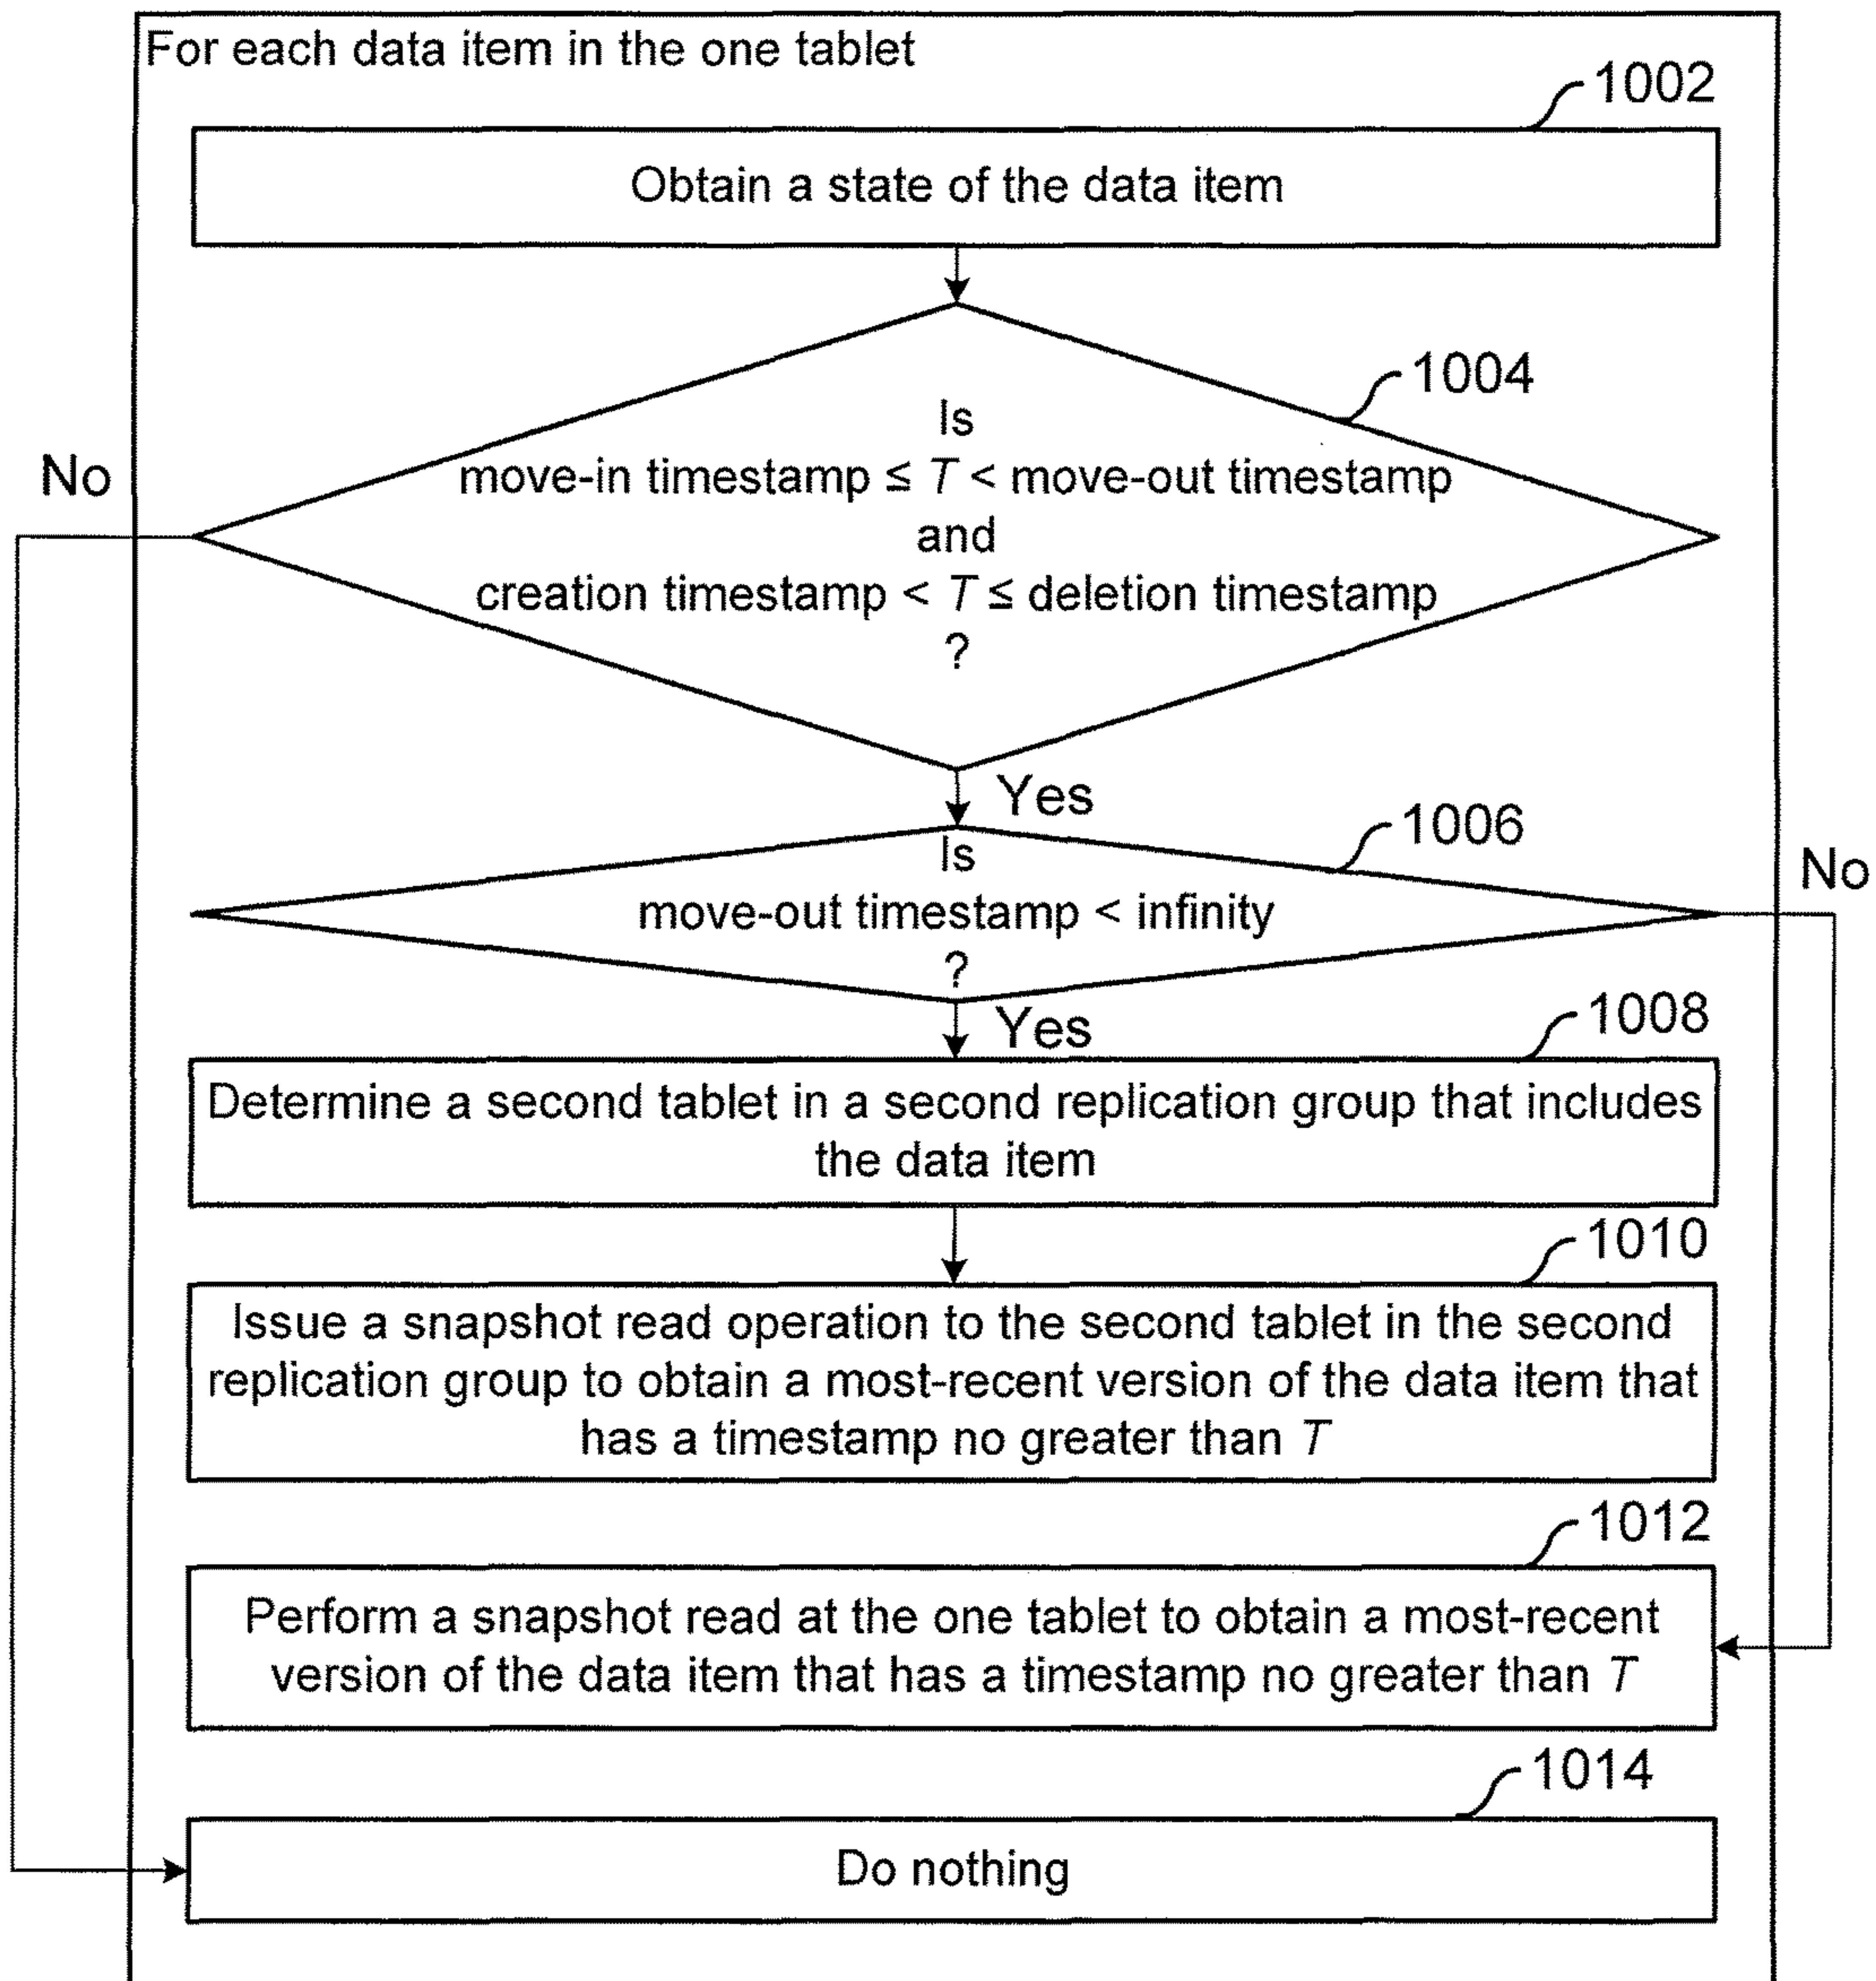 For each data item in the one tablet
1002
Obtain a state of the data item
1004
Is
move-in timestamp ≤ T < move-out timestamp
and
creation timestamp < T ≤ deletion timestamp
?
No
Yes
1006
Is
move-out timestamp < infinity
?
No
Yes
1008
Determine a second tablet in a second replication group that includes
the data item
1010
Issue a snapshot read operation to the second tablet in the second
replication group to obtain a most-recent version of the data item that
has a timestamp no greater than T
1012
Perform a snapshot read at the one tablet to obtain a most-recent
version of the data item that has a timestamp no greater than T
1014
Do nothing